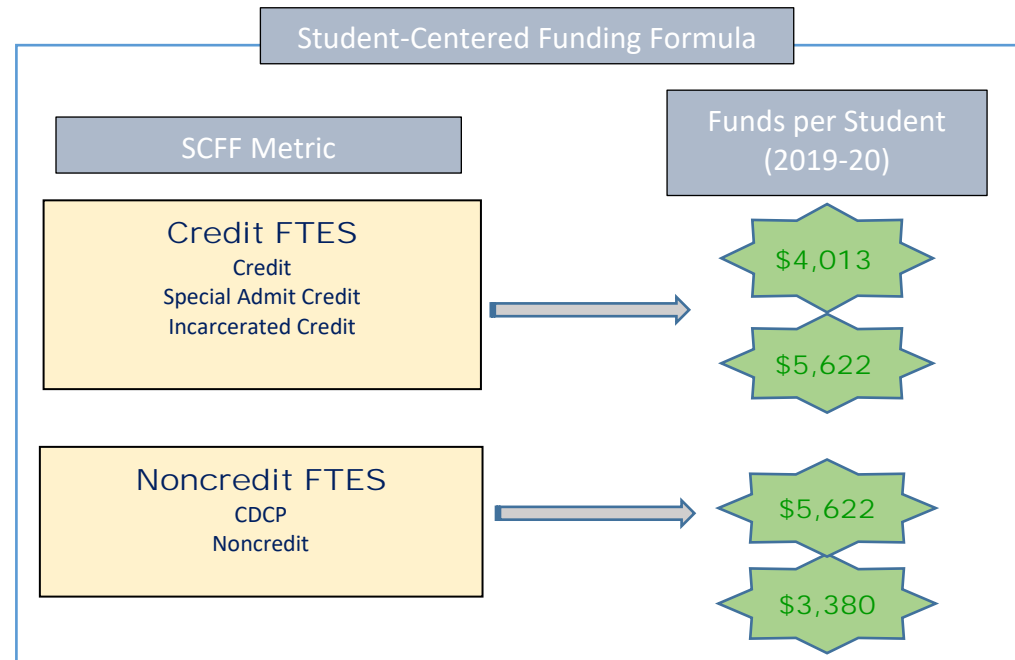 Student-Centered Funding Formula
SCFF Metric
Funds per Student
(2019-20)
Credit FTES
Credit
Special Admit Credit
Incarcerated Credit
$4,013
$5,622
Noncredit FTES
CDCP
Noncredit
$5,622
$3,380